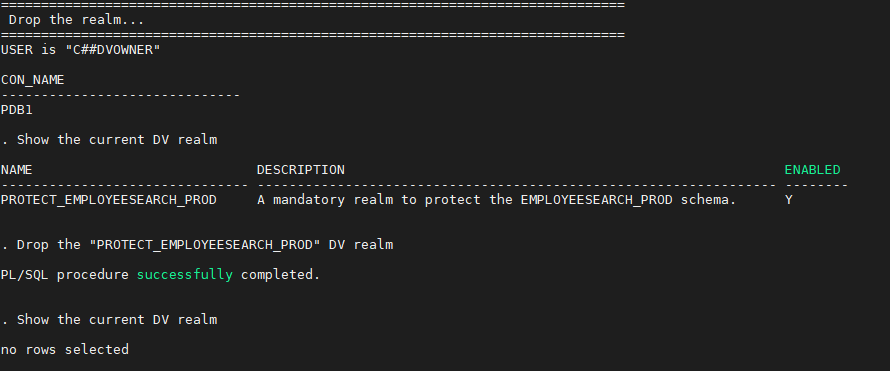 ==============================================================================
 Drop the realm...
==============================================================================
USER is "C##DVOWNER"
CON_NAME
------------------------------
PDB1
. Show the current DV realm
NAME                            DESCRIPTION                                                       ENABLED
------------------------------- ----------------------------------------------------------------- --------
PROTECT_EMPLOYEESEARCH_PROD     A mandatory realm to protect the EMPLOYEESEARCH_PROD schema.      Y
. Drop the "PROTECT_EMPLOYEESEARCH_PROD" DV realm
PL/SQL procedure successfully completed.
. Show the current DV realm
no rows selected